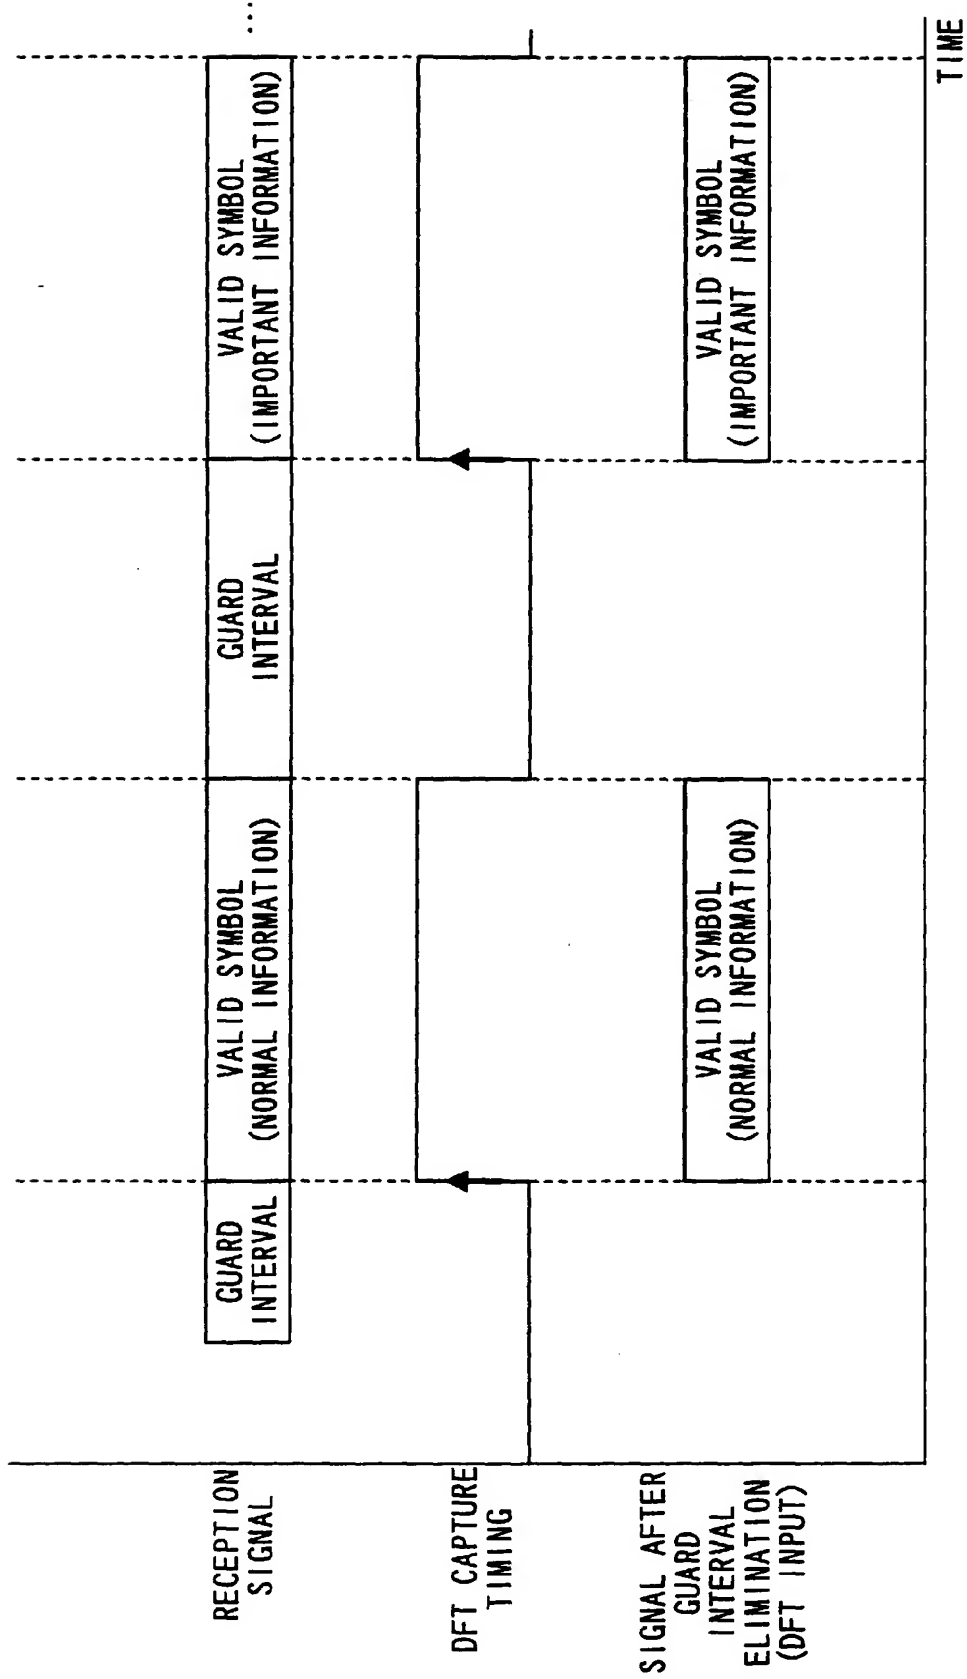 RECEPTION
SIGNAL
GUARD
INTERVAL
VALID SYMBOL
(NORMAL INFORMATION)
GUARD
INTERVAL
VALID SYMBOL
(IMPORTANT INFORMATION)
...
DFT CAPTURE
TIMING
SIGNAL AFTER
GUARD
INTERVAL
ELIMINATION
(DFT INPUT)
VALID SYMBOL
(NORMAL INFORMATION)
VALID SYMBOL
(IMPORTANT INFORMATION)
TIME